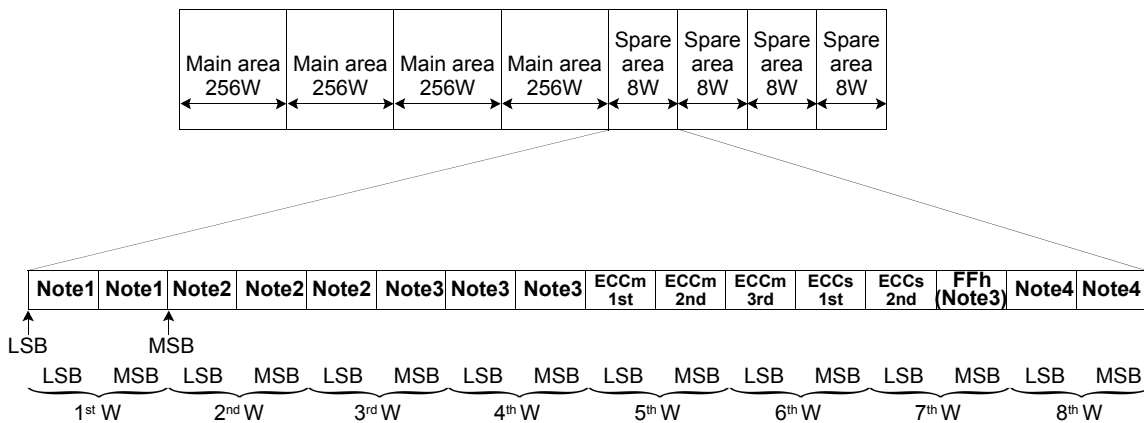 Main area 256W
Main area 256W
Main area 256W
Main area 256W
Spare area 8W
Spare area 8W
Spare area 8W
Spare area 8W
Note1 Note1 Note2 Note2 Note2 Note3 Note3 Note3 ECCm 1st ECCm 2nd ECCm 3rd ECCs 1st ECCs 2nd FFh (Note3) Note4 Note4
LSB MSB
LSB MSB LSB MSB LSB MSB LSB MSB LSB MSB LSB MSB LSB MSB LSB MSB
1st W 2nd W 3rd W 4th W 5th W 6th W 7th W 8th W